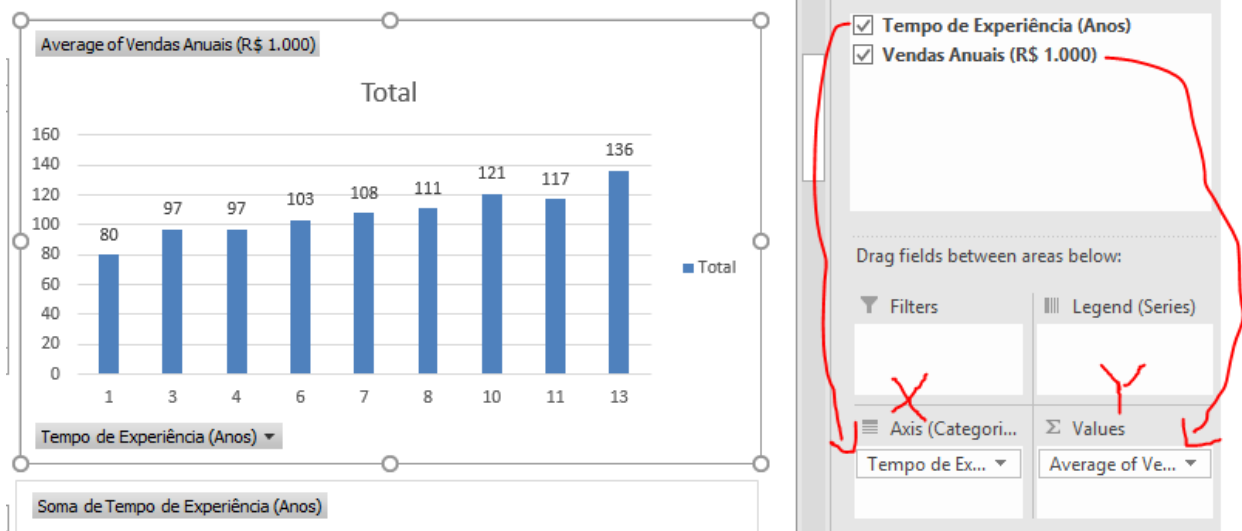 Average of Vendas Anuais (R$ 1.000)
Total
160
140
120
100
80
60
40
20
0
80
97
97
103
108
111
121
117
136
1 3 4 6 7 8 10 11 13
Total
Tempo de Experiência (Anos)
Soma de Tempo de Experiência (Anos)
Tempo de Experiência (Anos)
Vendas Anuais (R$ 1.000)
Drag fields between areas below:
Filters
Legend (Series)
X
Y
Axis (Categori...
Σ Values
Tempo de Ex...
Average of Ve...